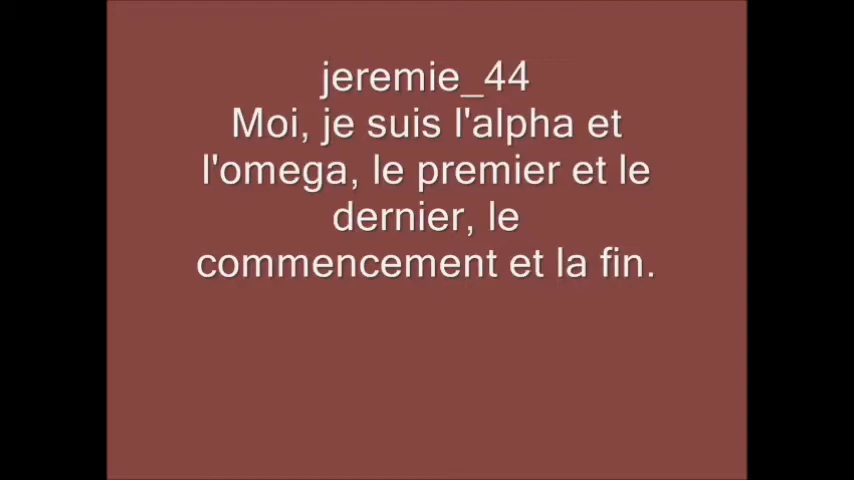 jeremie_44
Moi, je suis l'alpha et
l'omega, le premier et le
dernier, le
commencement et la fin.